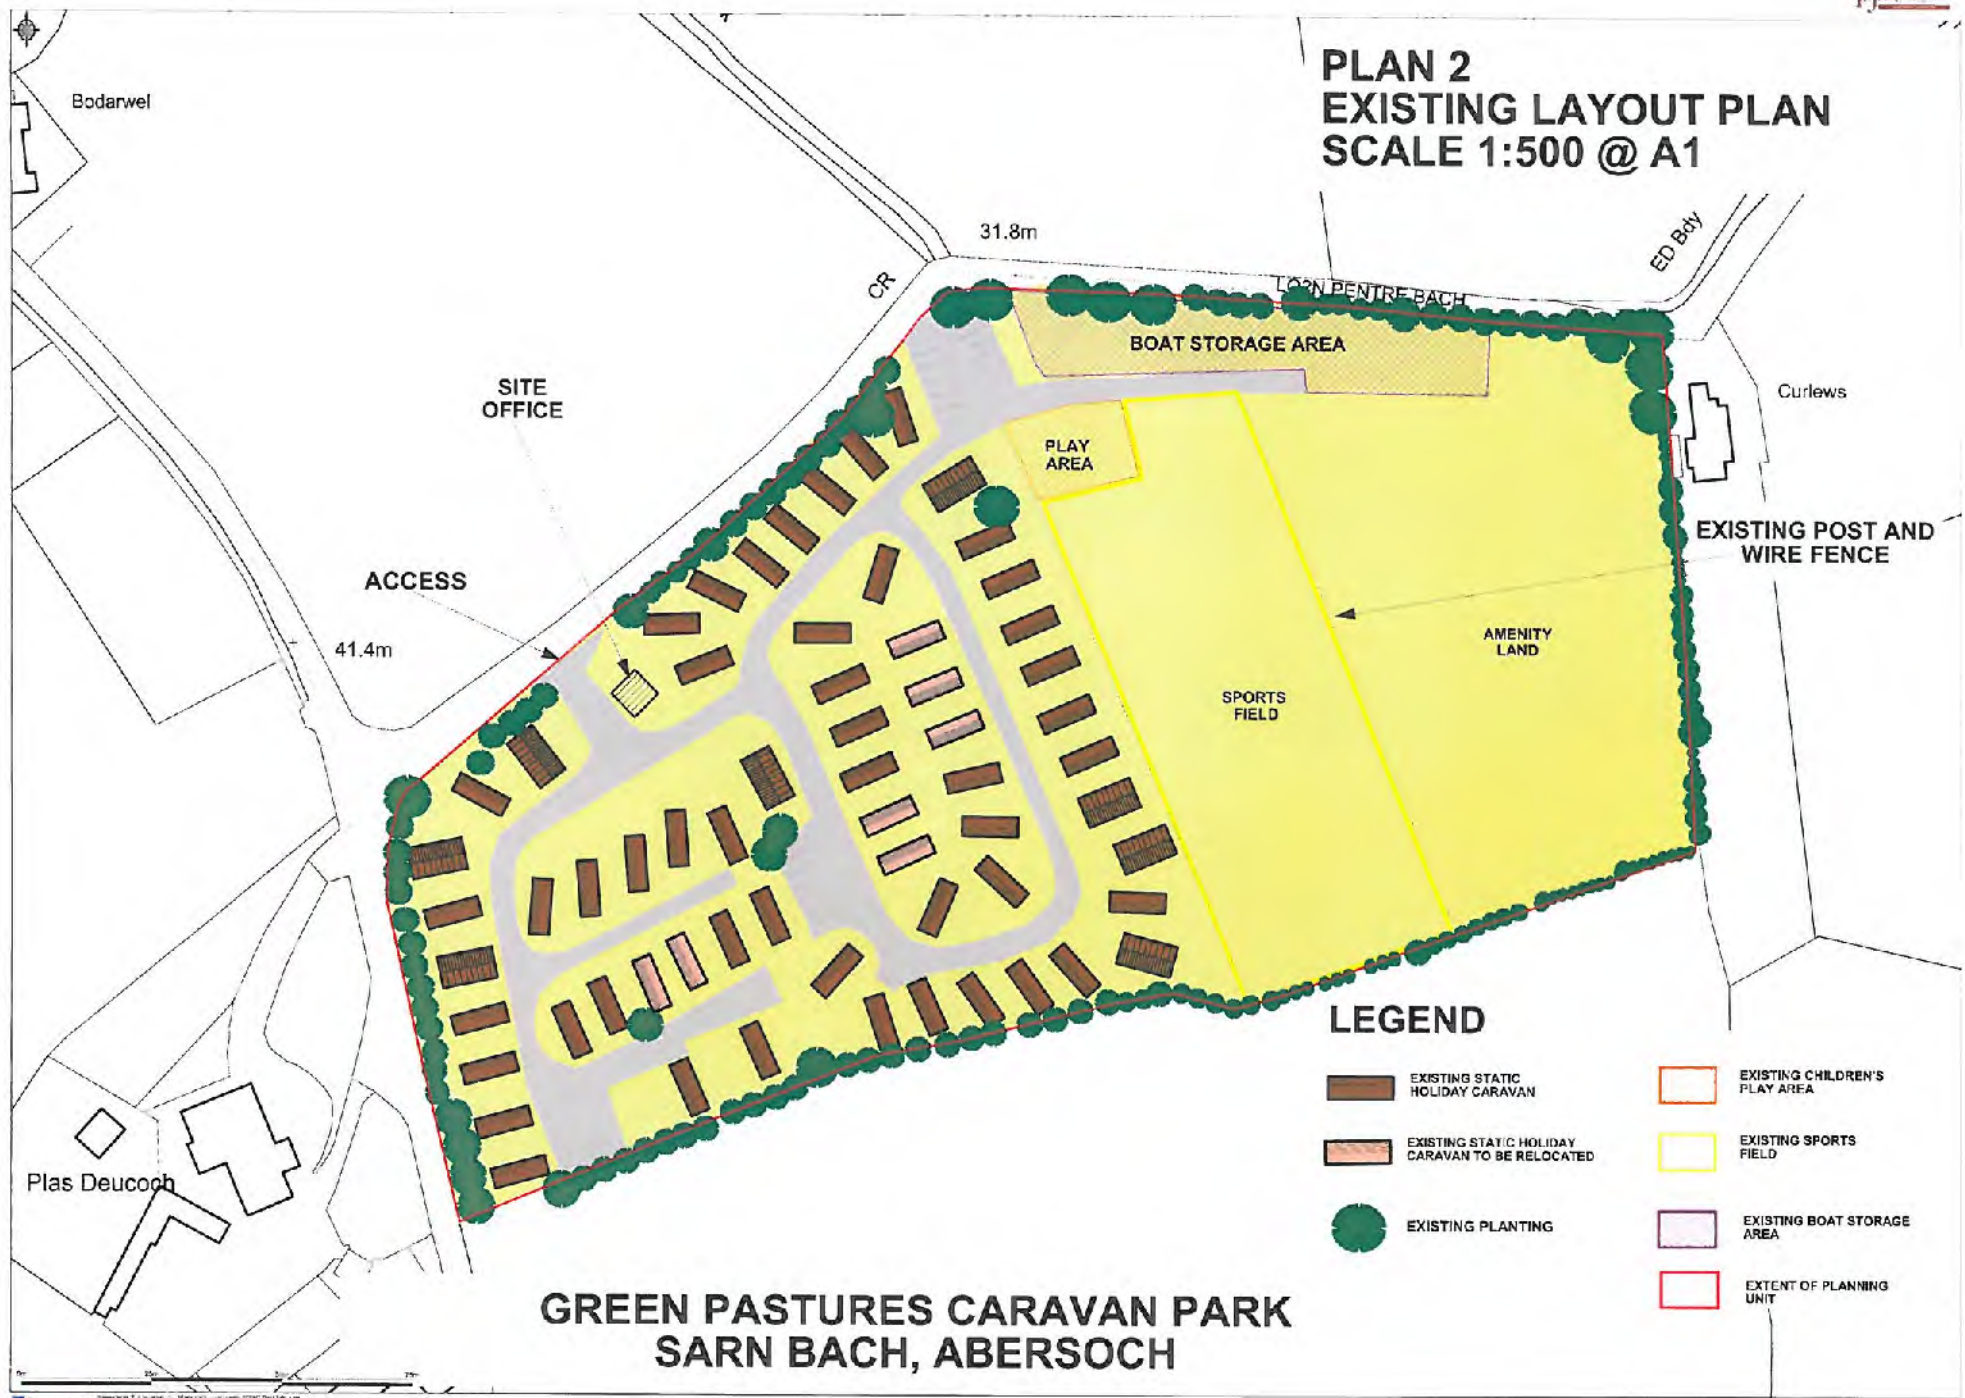 PLAN 2
EXISTING LAYOUT PLAN
SCALE 1:500 @ A1
Bodarwel
31.8m
CR
ED Bdy
BOAT STORAGE AREA
SITE
OFFICE
Curlews
PLAY
AREA
EXISTING POST AND
WIRE FENCE
ACCESS
41.4m
AMENITY
LAND
SPORTS
FIELD
LEGEND
EXISTING STATIC
HOLIDAY CARAVAN
EXISTING STATIC HOLIDAY
CARAVAN TO BE RELOCATED
EXISTING PLANTING
EXISTING CHILDREN'S
PLAY AREA
EXISTING SPORTS
FIELD
EXISTING BOAT STORAGE
AREA
EXTENT OF PLANNING
UNIT
Plas Deucoch
GREEN PASTURES CARAVAN PARK
SARN BACH, ABERSOCH